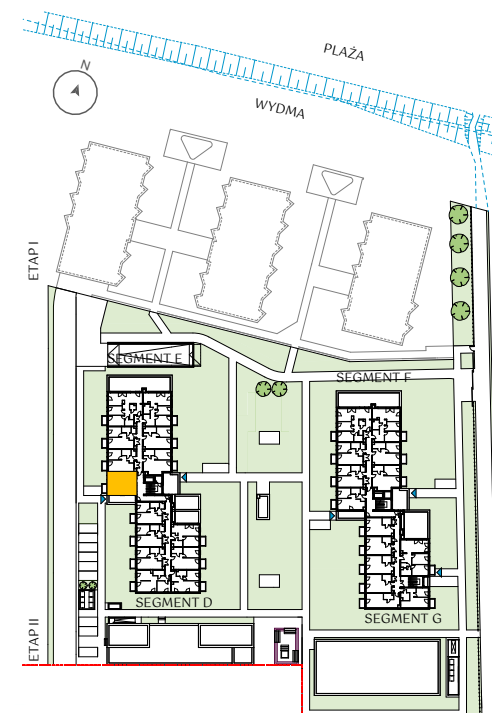 PLAŻA
N
WYDMA
ETAP I
SEGMENT E
SEGMENT F
SEGMENT D
SEGMENT G
ETAP II